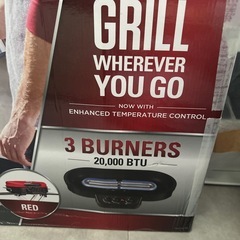 GRILL
WHEREVER
YOU GO
NOW WITH
ENHANCED TEMPERATURE CONTROL
3 BURNERS
20,000 BTU
RED